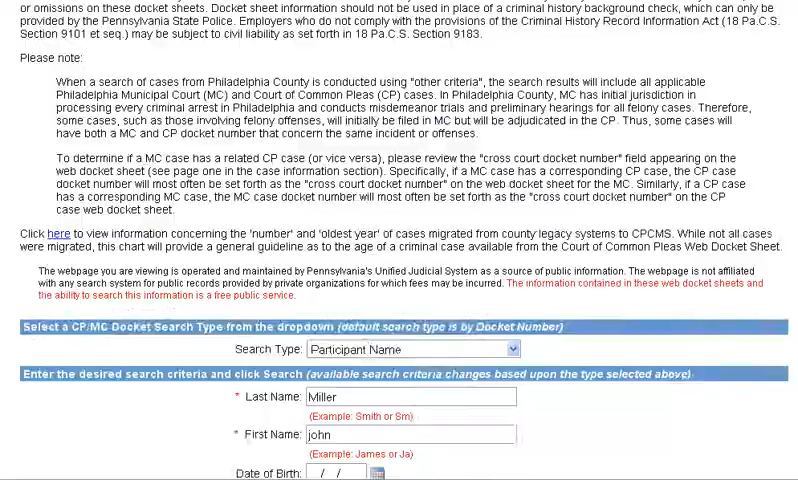 or omissions on these docket sheets. Docket sheet information should not be used in place of a criminal history background check, which can only be
provided by the Pennsylvania State Police. Employers who do not comply with the provisions of the Criminal History Record Information Act (18 Pa.C.S.
Section 9101 et seq.) may be subject to civil liability as set forth in 18 Pa.C.S. Section 9183.
Please note:
When a search of cases from Philadelphia County is conducted using "other criteria", the search results will include all applicable
Philadelphia Municipal Court (MC) and Court of Common Pleas (CP) cases. In Philadelphia County, MC has initial jurisdiction in
processing every criminal arrest in Philadelphia and conducts misdemeanor trials and preliminary hearings for all felony cases. Therefore,
some cases, such as those involving felony offenses, will initially be filed in MC but will be adjudicated in the CP. Thus, some cases will
have both a MC and CP docket number that concern the same incident or offenses.
To determine if a MC case has a related CP case (or vice versa), please review the "cross court docket number" field appearing on the
web docket sheet (see page one in the case information section). Specifically, if a MC case has a corresponding CP case, the CP case
docket number will most often be set forth as the "cross court docket number" on the web docket sheet for the MC. Similarly, if a CP case
has a corresponding MC case, the MC case docket number will most often be set forth as the "cross court docket number" on the CP
case web docket sheet.
Click here to view information concerning the 'number' and 'oldest year' of cases migrated from county legacy systems to CPCMS. While not all cases
were migrated, this chart will provide a general guideline as to the age of a criminal case available from the Court of Common Pleas Web Docket Sheet.
The webpage you are viewing is operated and maintained by Pennsylvania's Unified Judicial System as a source of public information. The webpage is not affiliated
with any search system for public records provided by private organizations for which fees may be incurred. The information contained in these web docket sheets and
the ability to search this information is a free public service.
Select a CP/MC Docket Search Type from the dropdown (default search type is by Docket Number)
Search Type: Participant Name
Enter the desired search criteria and click Search (available search criteria changes based upon the type selected above)
* Last Name: Miller
(Example: Smith or Sm)
* First Name: john
(Example: James or Ja)
Date of Birth: / /